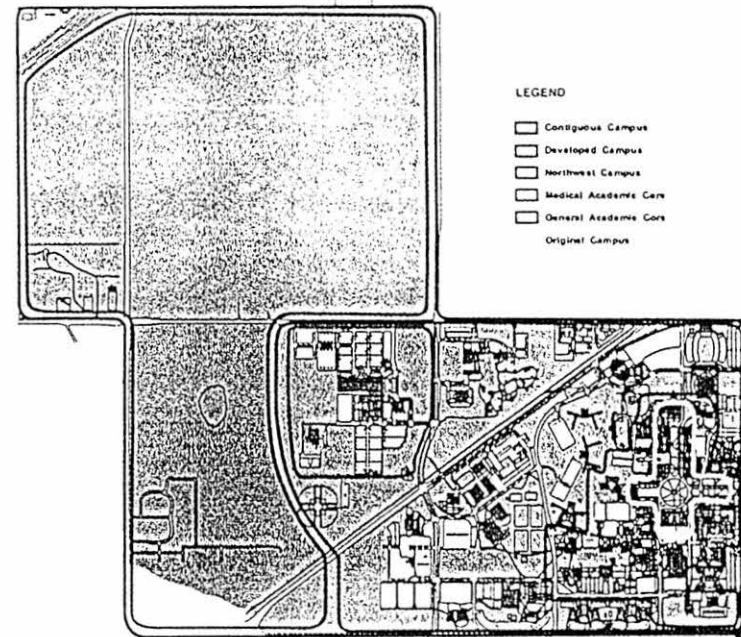 LEGEND
Contiguous Campus
Developed Campus
Northwest Campus
Medical Academic Core
General Academic Core
Original Campus